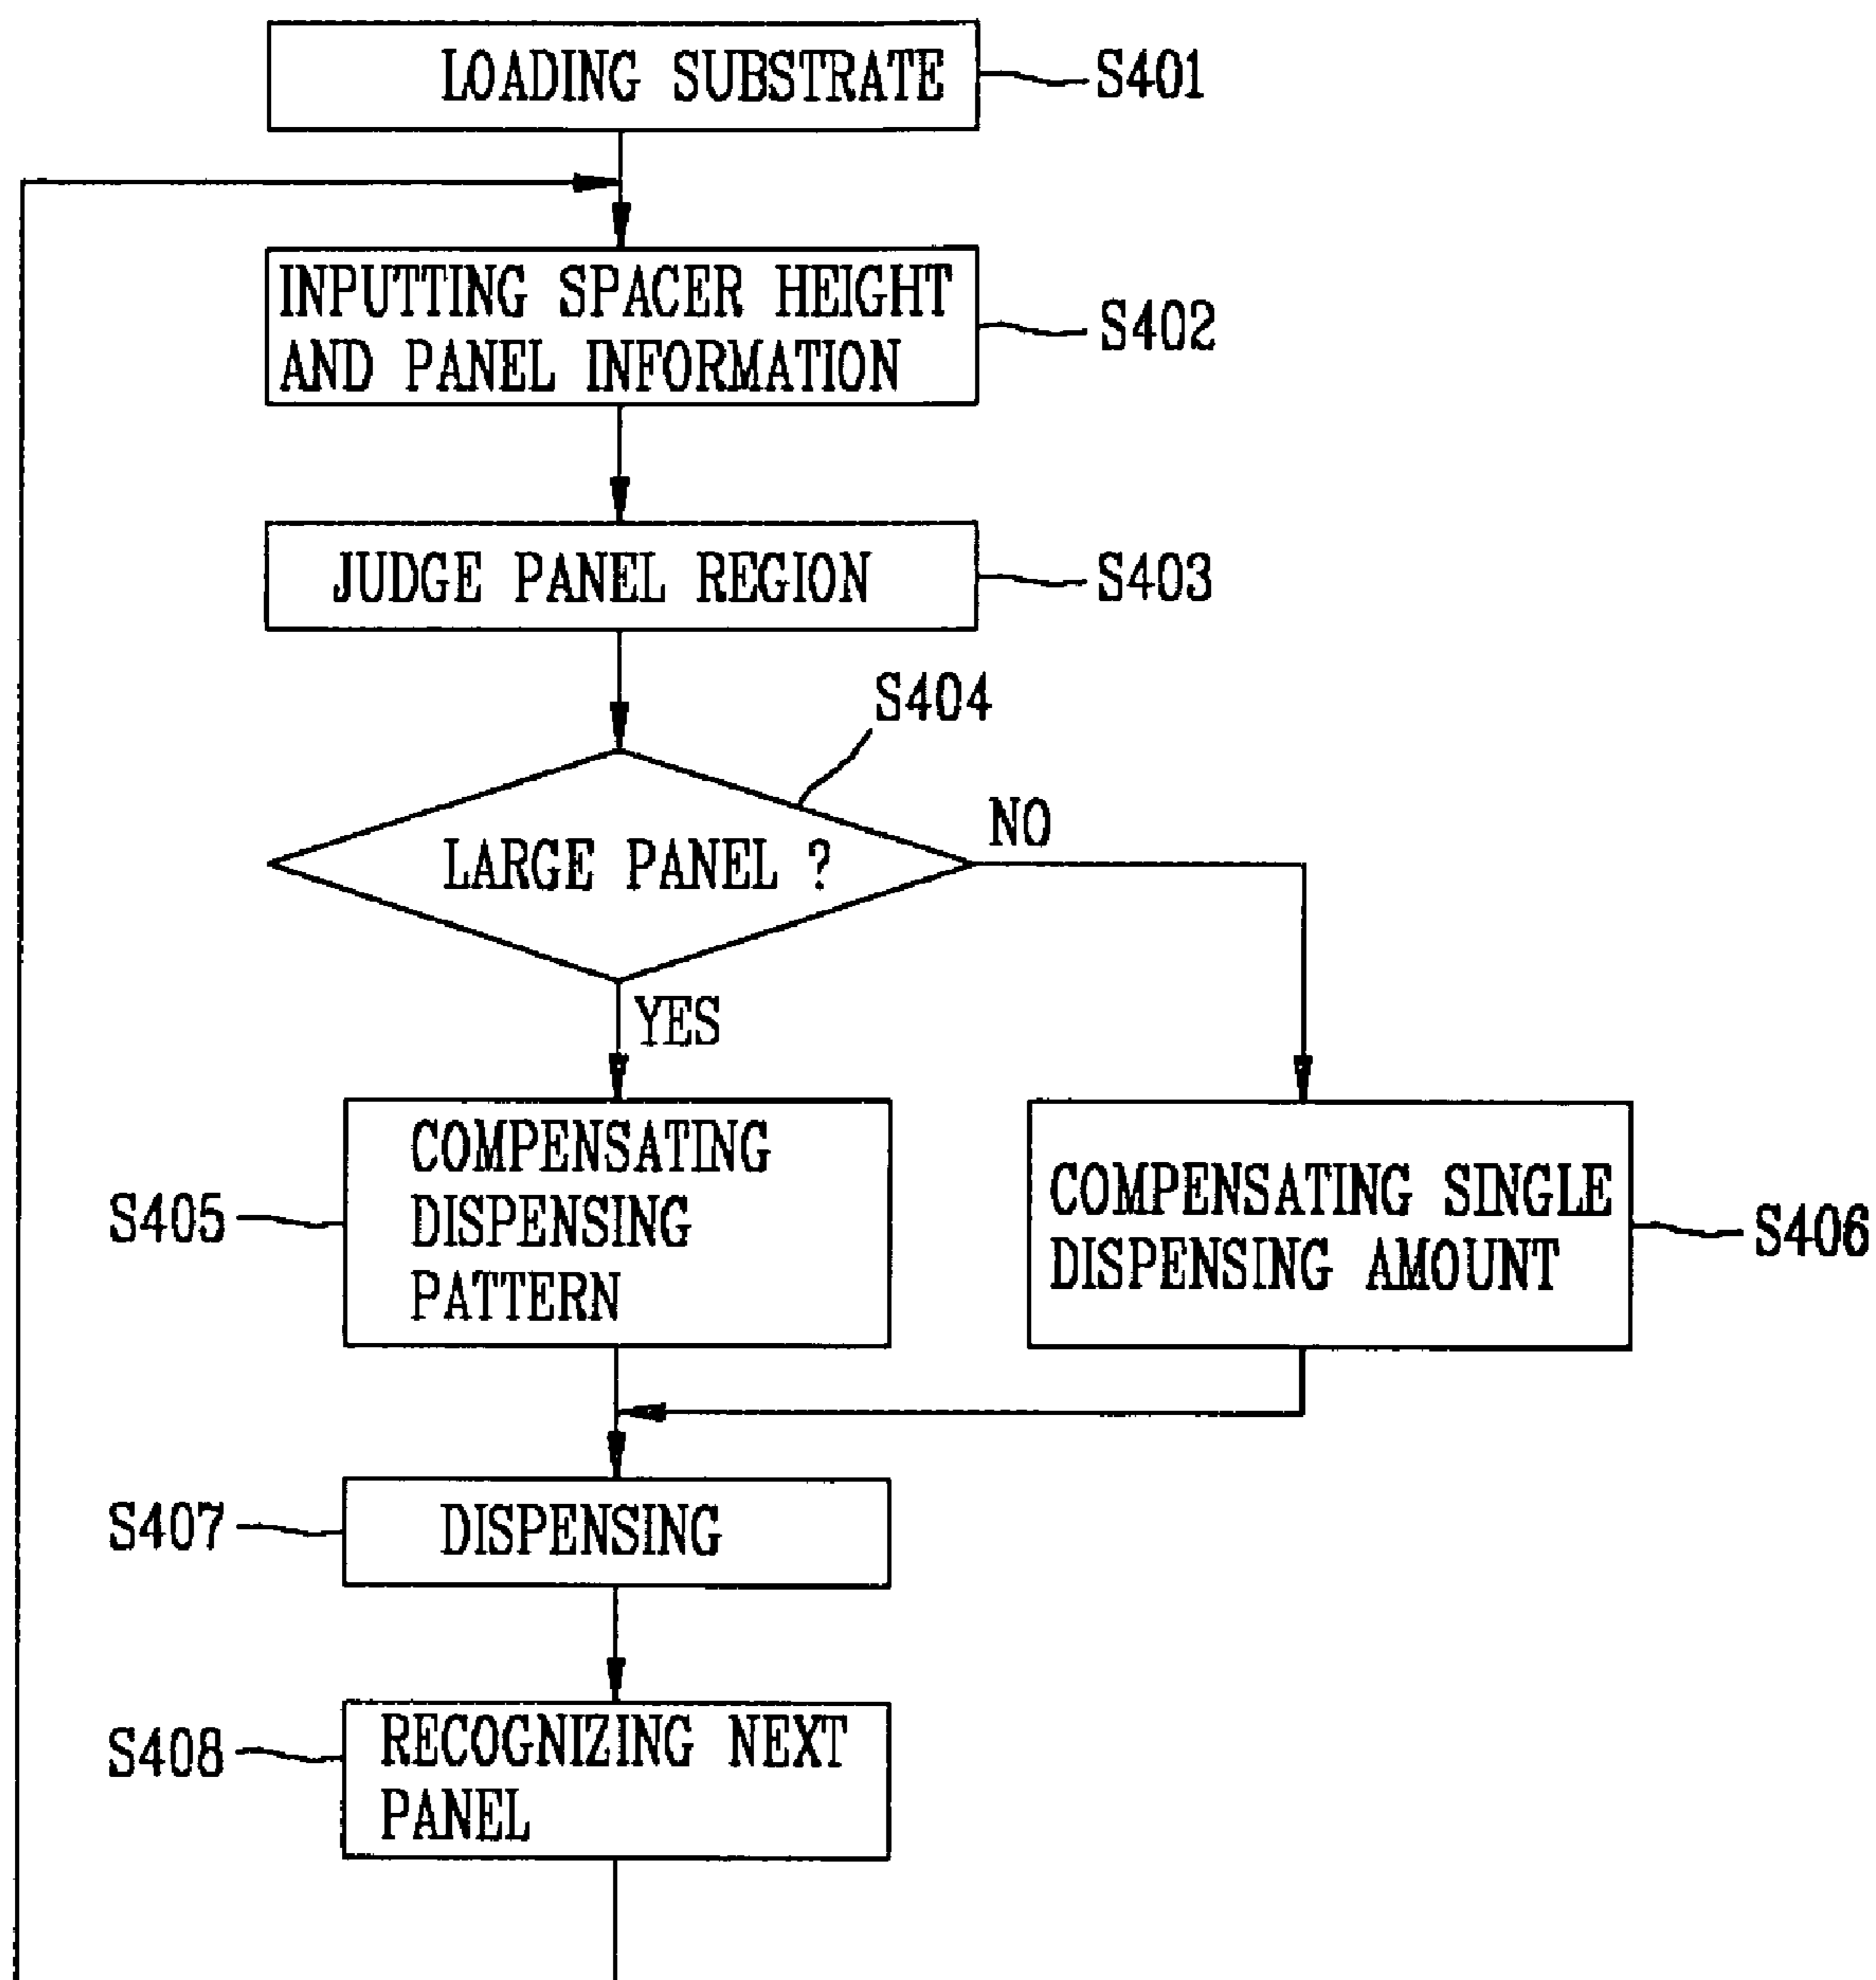 LOADING SUBSTRATE
S401
INPUTTING SPACER HEIGHT
AND PANEL INFORMATION
S402
JUDGE PANEL REGION
S403
S404
LARGE PANEL ?
NO
YES
COMPENSATING
DISPENSING
PATTERN
S405
COMPENSATING SINGLE
DISPENSING AMOUNT
S406
S407
DISPENSING
S408
RECOGNIZING NEXT
PANEL